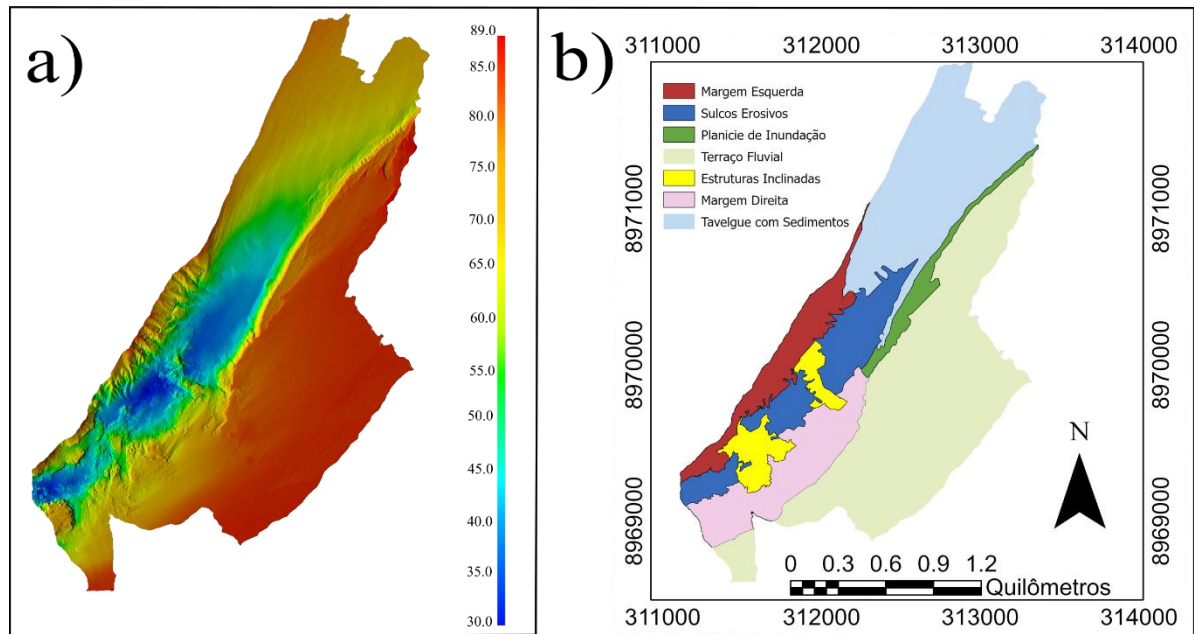 a)
89.0
85.0
80.0
75.0
70.0
65.0
60.0
55.0
50.0
45.0
40.0
35.0
30.0
b)
311000 312000 313000 314000
Margem Esquerda
Sulcos Erosivos
Planicie de Inundação
Terraço Fluvial
Estruturas Inclinadas
Margem Direita
Tavelgue com Sedimentos
8971000
8970000
8969000
8971000
8970000
8969000
N
0 0.3 0.6 0.9 1.2
Quilômetros
311000 312000 313000 314000